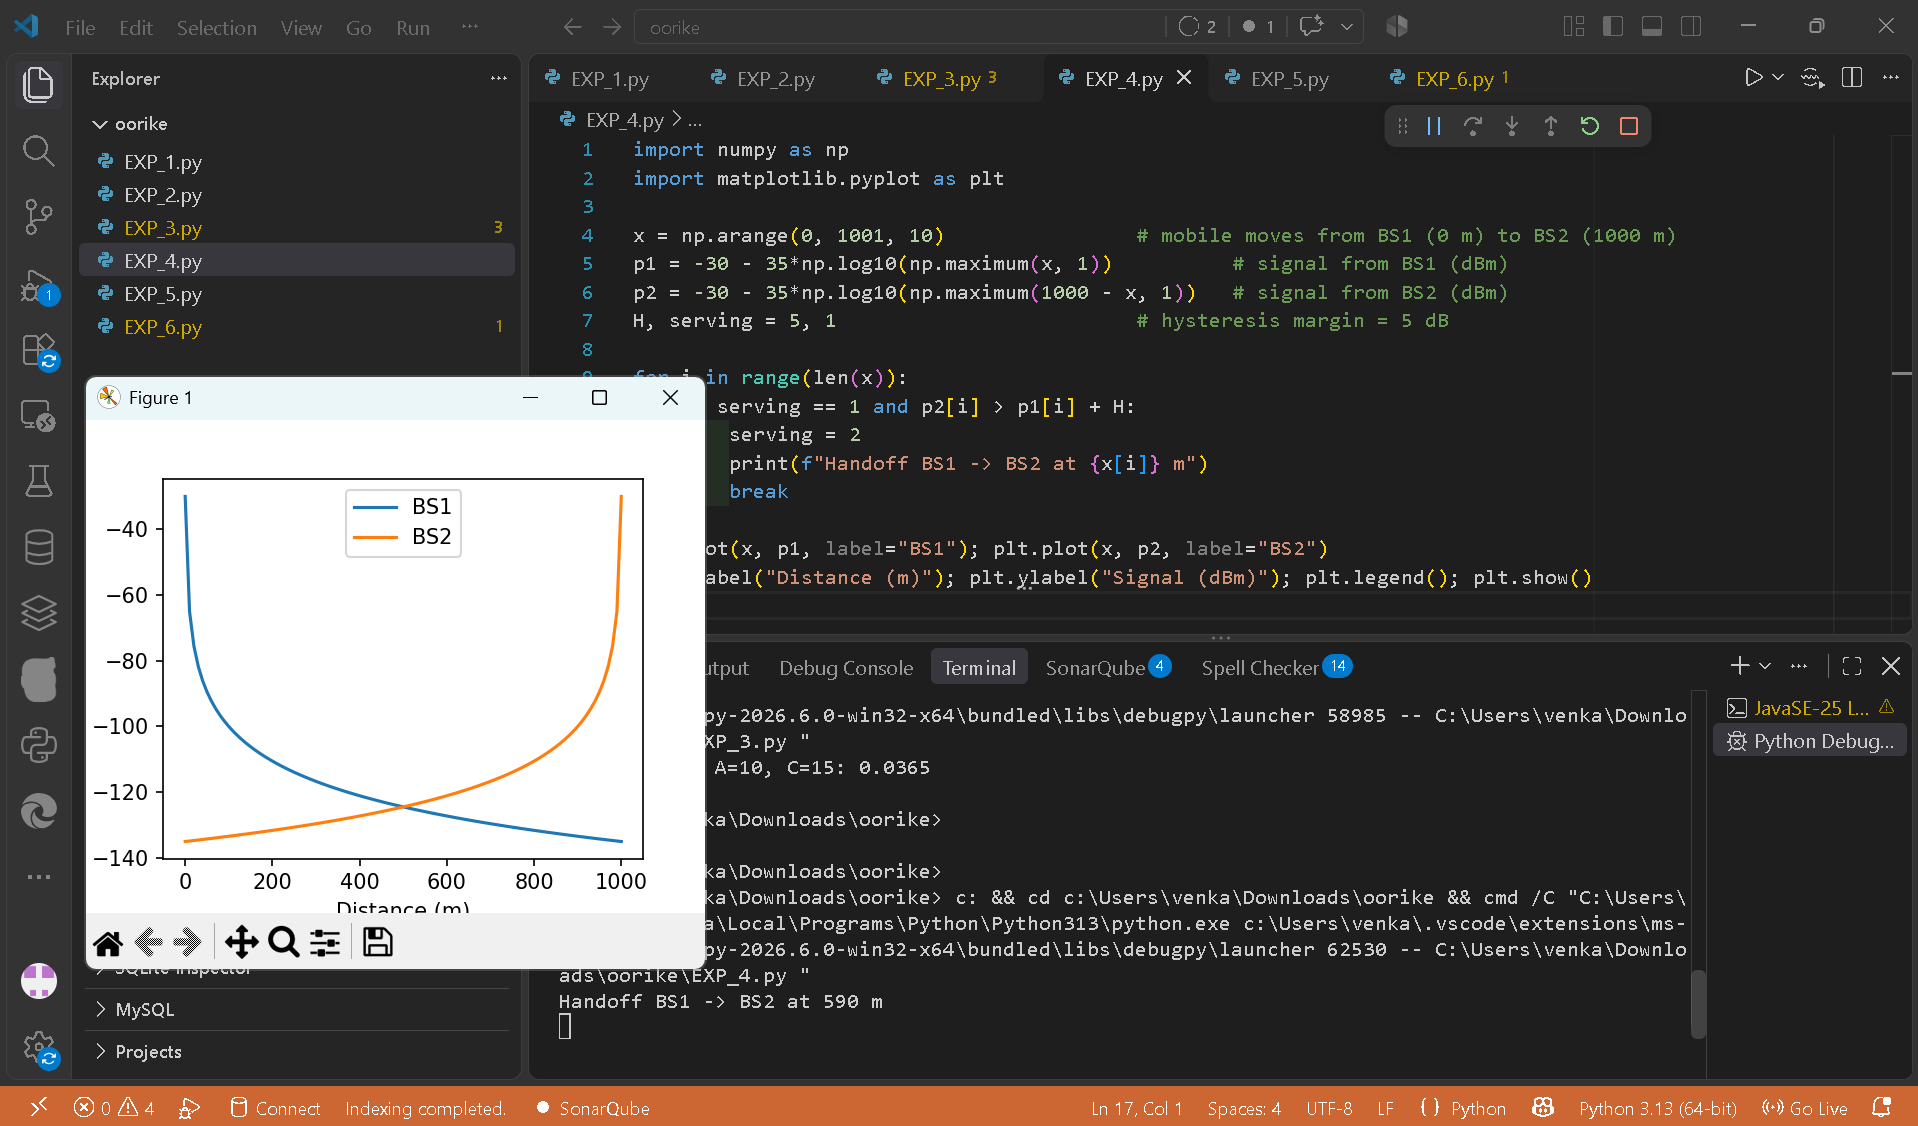 File Edit Selection View Go Run ···
oorike
2
1
Explorer
oorike
EXP_1.py
EXP_2.py
EXP_3.py 3
EXP_4.py
EXP_5.py
EXP_6.py 1
EXP_1.py EXP_2.py EXP_3.py 3 EXP_4.py EXP_5.py EXP_6.py 1
EXP_4.py > ...
1 import numpy as np
2 import matplotlib.pyplot as plt
3
4 x = np.arange(0, 1001, 10) # mobile moves from BS1 (0 m) to BS2 (1000 m)
5 p1 = -30 - 35*np.log10(np.maximum(x, 1)) # signal from BS1 (dBm)
6 p2 = -30 - 35*np.log10(np.maximum(1000 - x, 1)) # signal from BS2 (dBm)
7 H, serving = 5, 1 # hysteresis margin = 5 dB
8
in range(len(x)):
serving == 1 and p2[i] > p1[i] + H:
serving = 2
print(f"Handoff BS1 -> BS2 at {x[i]} m")
break
ot(x, p1, label="BS1"); plt.plot(x, p2, label="BS2")
abel("Distance (m)"); plt.ylabel("Signal (dBm)"); plt.legend(); plt.show()
Figure 1
BS1
BS2
−40
−60
−80
−100
−120
−140
0 200 400 600 800 1000
Distance (m)
utput Debug Console Terminal SonarQube 4 Spell Checker 14
py-2026.6.0-win32-x64\bundled\libs\debugpy\launcher 58985 -- C:\Users\venka\Downlo
XP_3.py "
A=10, C=15: 0.0365
ka\Downloads\oorike>
ka\Downloads\oorike>
ka\Downloads\oorike> c: && cd c:\Users\venka\Downloads\oorike && cmd /C "C:\Users\
a\Local\Programs\Python\Python313\python.exe c:\Users\venka\.vscode\extensions\ms-
py-2026.6.0-win32-x64\bundled\libs\debugpy\launcher 62530 -- C:\Users\venka\Downlo
ads\oorike\EXP_4.py "
Handoff BS1 -> BS2 at 590 m
JavaSE-25 L...
Python Debug...
1
SQLite Inspector
MySQL
Projects
0 4 Connect Indexing completed. SonarQube
Ln 17, Col 1 Spaces: 4 UTF-8 LF { } Python Python 3.13 (64-bit) Go Live